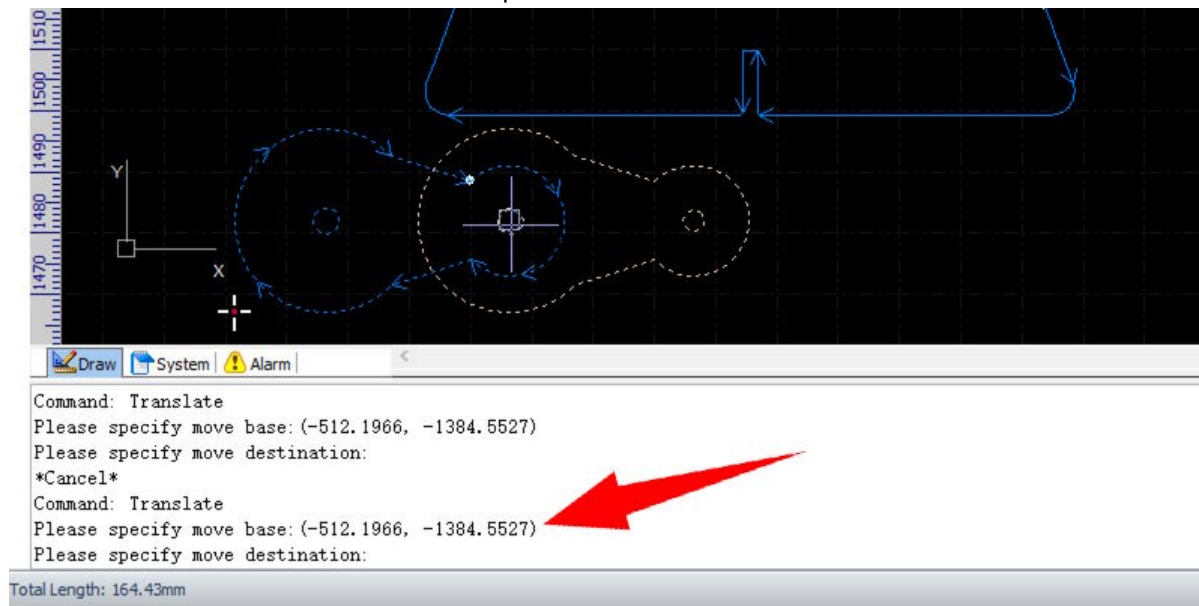 1510
1500
1490
1480
1470
Y
X
Draw System Alarm
Command: Translate
Please specify move base:(-512.1966, -1384.5527)
Please specify move destination:
*Cancel*
Command: Translate
Please specify move base:(-512.1966, -1384.5527)
Please specify move destination:
Total Length: 164.43mm